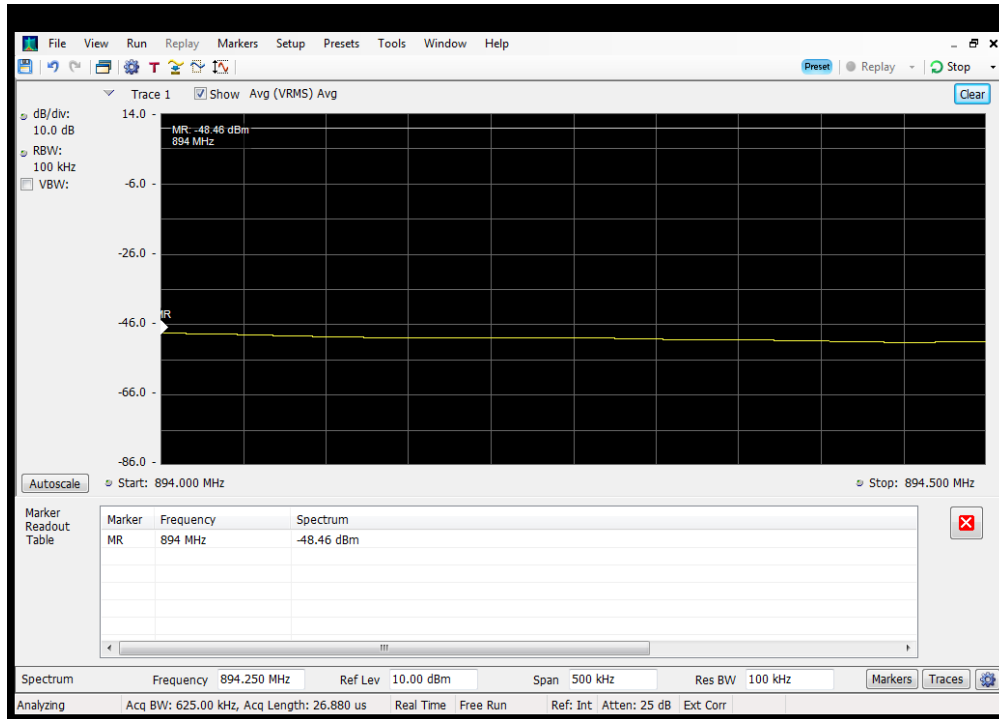 File View Run Replay Markers Setup Presets Tools Window Help
T Preset Replay Stop
Trace 1 Show Avg (VRMS) Avg Clear
dB/div:
10.0 dB
RBW:
100 kHz
VBW:
14.0
MR: -48.46 dBm
894 MHz
-6.0
-26.0
MR
-46.0
-66.0
-86.0
Autoscale Start: 894.000 MHz Stop: 894.500 MHz
Marker
Readout
Table
Marker Frequency Spectrum
MR 894 MHz -48.46 dBm
Spectrum Frequency 894.250 MHz Ref Lev 10.00 dBm Span 500 kHz Res BW 100 kHz Markers Traces
Analyzing Acq BW: 625.00 kHz, Acq Length: 26.880 us Real Time Free Run Ref: Int Atten: 25 dB Ext Corr